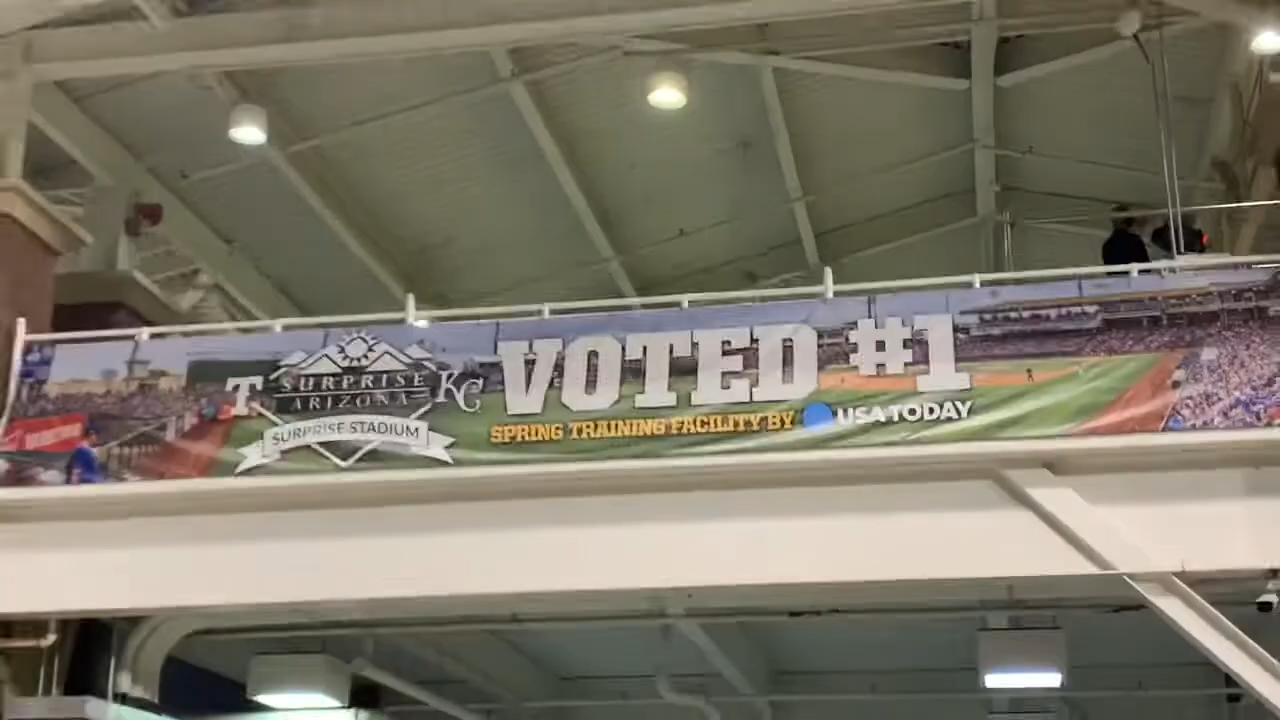 T SURPRISE KC
ARIZONA
SURPRISE STADIUM
VOTED #1
SPRING TRAINING FACILITY BY USA TODAY